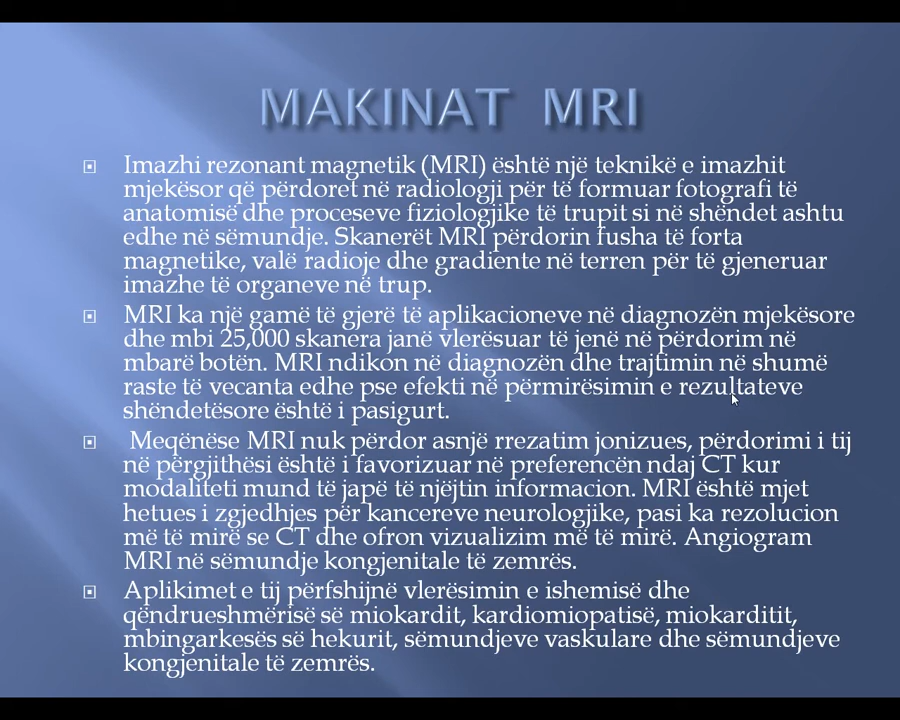 MAKINAT MRI
Imazhi rezonant magnetik (MRI) është një teknikë e imazhit
mjekësor që përdoret në radiologji për të formuar fotografi të
anatomisë dhe proceseve fiziologjike të trupit si në shëndet ashtu
edhe në sëmundje. Skanerët MRI përdorin fusha të forta
magnetike, valë radioje dhe gradiente në terren për të gjeneruar
imazhe të organeve në trup.
MRI ka një gamë të gjerë të aplikacioneve në diagnozën mjekësore
dhe mbi 25,000 skanera janë vlerësuar të jenë në përdorim në
mbarë botën. MRI ndikon në diagnozën dhe trajtimin në shumë
raste të vecanta edhe pse efekti në përmirësimin e rezultateve
shëndetësore është i pasigurt.
Meqënëse MRI nuk përdor asnjë rrezatim jonizues, përdorimi i tij
në përgjithësi është i favorizuar në preferencën ndaj CT kur
modaliteti mund të japë të njëjtin informacion. MRI është mjet
hetues i zgjedhjes për kancereve neurologjike, pasi ka rezolucion
më të mirë se CT dhe ofron vizualizim më të mirë. Angiogram
MRI në sëmundje kongjenitale të zemrës.
Aplikimet e tij përfshijnë vlerësimin e ishemisë dhe
qëndrueshmërisë së miokardit, kardiomiopatisë, miokarditit,
mbingarkesës së hekurit, sëmundjeve vaskulare dhe sëmundjeve
kongjenitale të zemrës.